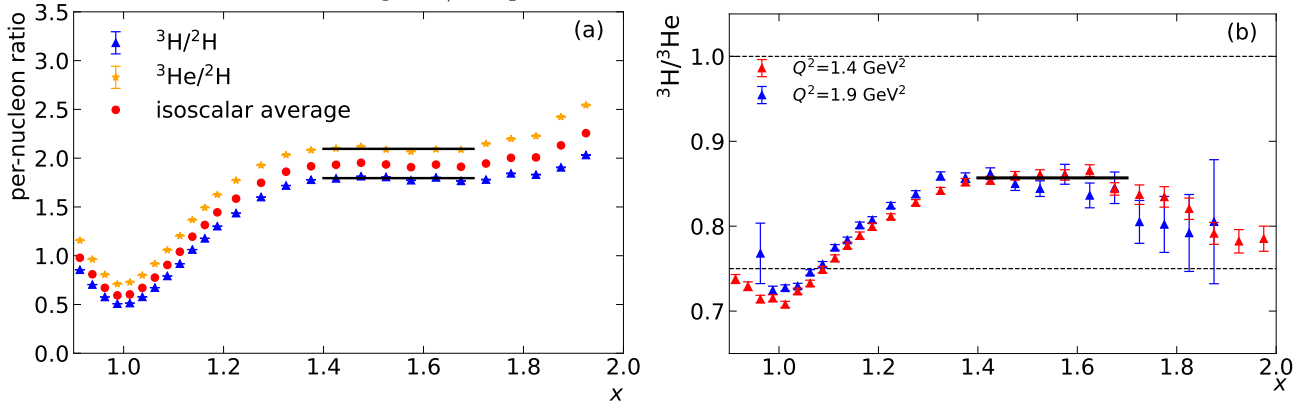 per-nucleon ratio
3.5
3.0
2.5
2.0
1.5
1.0
0.5
0.0
(a)
³H/²H
³He/²H
isoscalar average
1.0
1.2
1.4
1.6
1.8
2.0
x
³H/³He
1.0
0.9
0.8
0.7
(b)
Q²=1.4 GeV²
Q²=1.9 GeV²
1.0
1.2
1.4
1.6
1.8
2.0
x